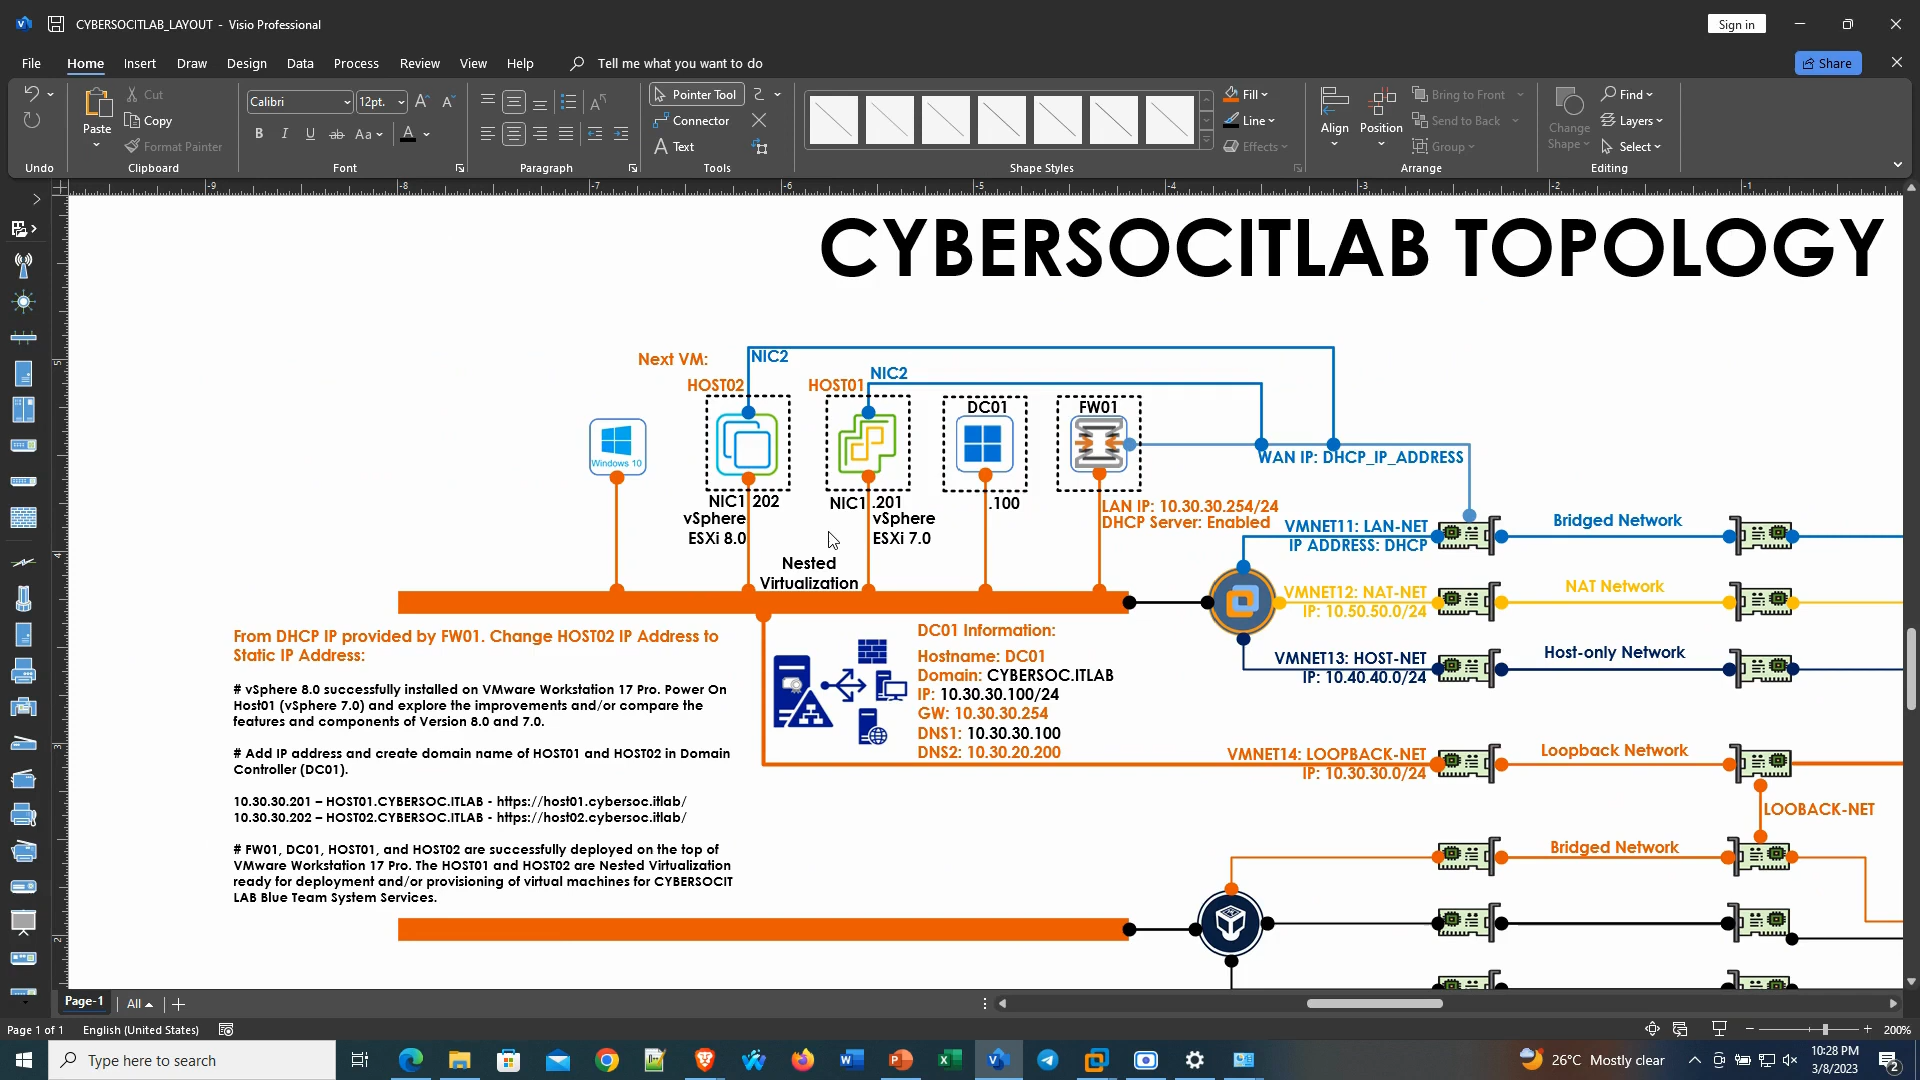 CYBERSOCITLAB_LAYOUT - Visio Professional
Sign in
File Home Insert Draw Design Data Process Review View Help Tell me what you want to do
Share
Paste
Cut
Copy
Format Painter
Calibri 12pt.
Pointer Tool
Connector
Text
Fill
Line
Effects
Align Position
Bring to Front
Send to Back
Group
Change Shape
Find
Layers
Select
Undo Clipboard Font Paragraph Tools Shape Styles Arrange Editing
-9 -8 -7 -6 -5 -4 -3 -2 -1
CYBERSOCITLAB TOPOLOGY
Next VM:
NIC2
NIC2
HOST02 HOST01
DC01 FW01
Windows 10
WAN IP: DHCP_IP_ADDRESS
NIC1 .202
vSphere
ESXi 8.0
NIC1 .201
vSphere
ESXi 7.0
.100
LAN IP: 10.30.30.254/24
DHCP Server: Enabled
Nested
Virtualization
VMNET11: LAN-NET
IP ADDRESS: DHCP
Bridged Network
VMNET12: NAT-NET
IP: 10.50.50.0/24
NAT Network
VMNET13: HOST-NET
IP: 10.40.40.0/24
Host-only Network
From DHCP IP provided by FW01. Change HOST02 IP Address to
Static IP Address:
# vSphere 8.0 successfully installed on VMware Workstation 17 Pro. Power On
Host01 (vSphere 7.0) and explore the improvements and/or compare the
features and components of Version 8.0 and 7.0.
# Add IP address and create domain name of HOST01 and HOST02 in Domain
Controller (DC01).
10.30.30.201 – HOST01.CYBERSOC.ITLAB - https://host01.cybersoc.itlab/
10.30.30.202 – HOST02.CYBERSOC.ITLAB - https://host02.cybersoc.itlab/
# FW01, DC01, HOST01, and HOST02 are successfully deployed on the top of
VMware Workstation 17 Pro. The HOST01 and HOST02 are Nested Virtualization
ready for deployment and/or provisioning of virtual machines for CYBERSOCIT
LAB Blue Team System Services.
DC01 Information:
Hostname: DC01
Domain: CYBERSOC.ITLAB
IP: 10.30.30.100/24
GW: 10.30.30.254
DNS1: 10.30.30.100
DNS2: 10.30.20.200
VMNET14: LOOPBACK-NET
IP: 10.30.30.0/24
Loopback Network
LOOBACK-NET
Bridged Network
5
4
3
2
Page-1 All
Page 1 of 1 English (United States)
200%
Type here to search
26°C Mostly clear
10:28 PM
3/8/2023
2